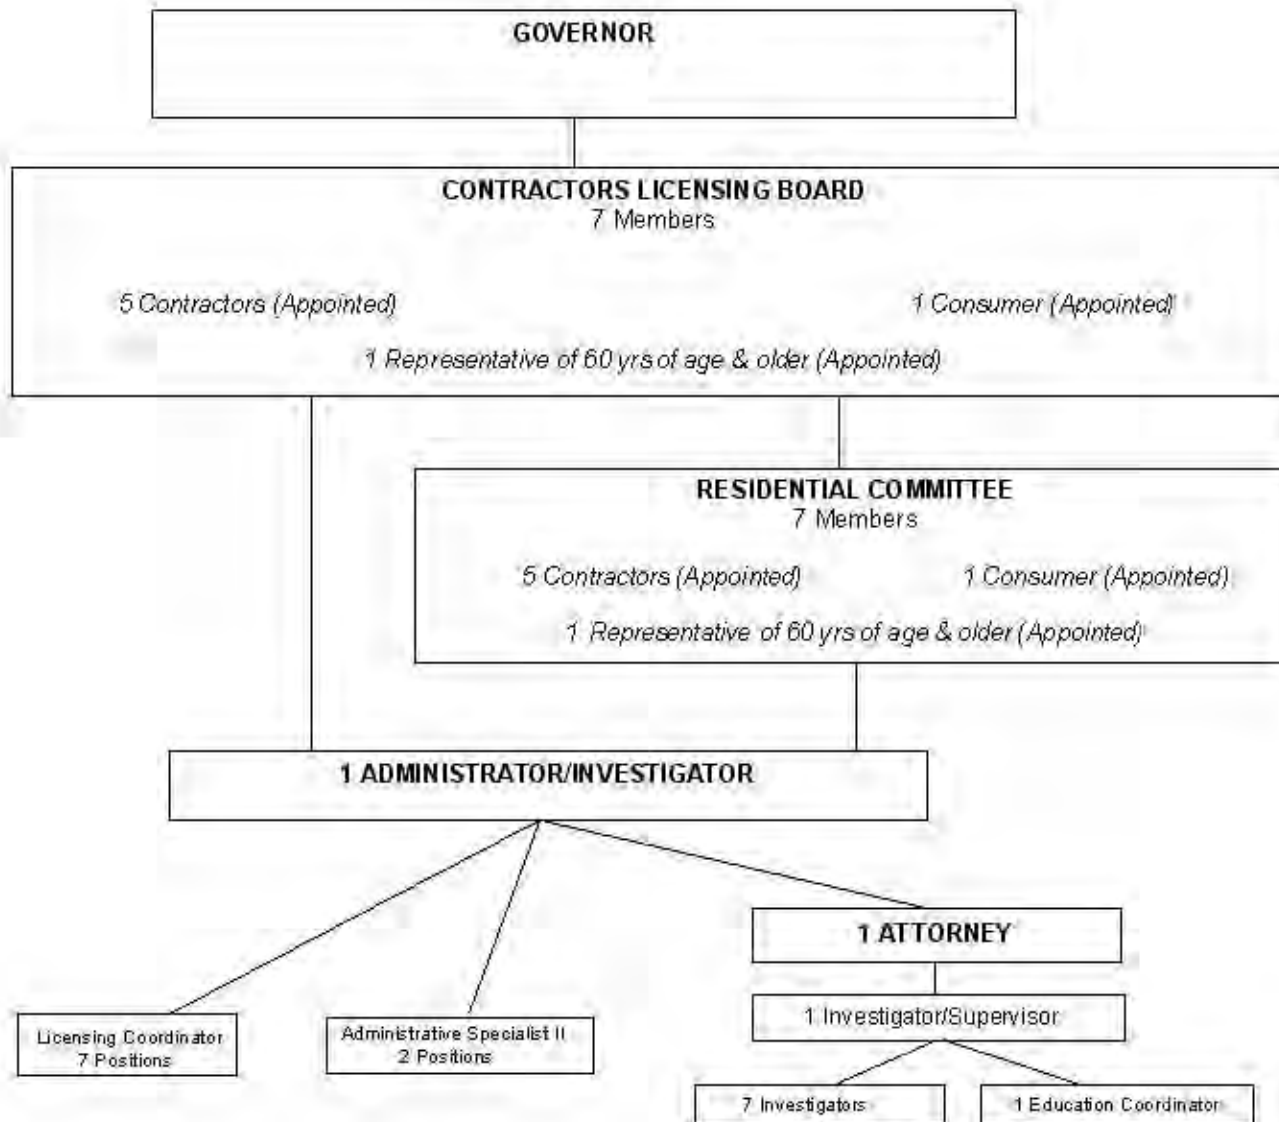 GOVERNOR
CONTRACTORS LICENSING BOARD
7 Members
5 Contractors (Appointed)
1 Consumer (Appointed)
1 Representative of 60 yrs of age & older (Appointed)
RESIDENTIAL COMMITTEE
7 Members
5 Contractors (Appointed)
1 Consumer (Appointed)
1 Representative of 60 yrs of age & older (Appointed)
1 ADMINISTRATOR/INVESTIGATOR
1 ATTORNEY
1 Investigator/Supervisor
Licensing Coordinator
7 Positions
Administrative Specialist II
2 Positions
7 Investigators
1 Education Coordinator